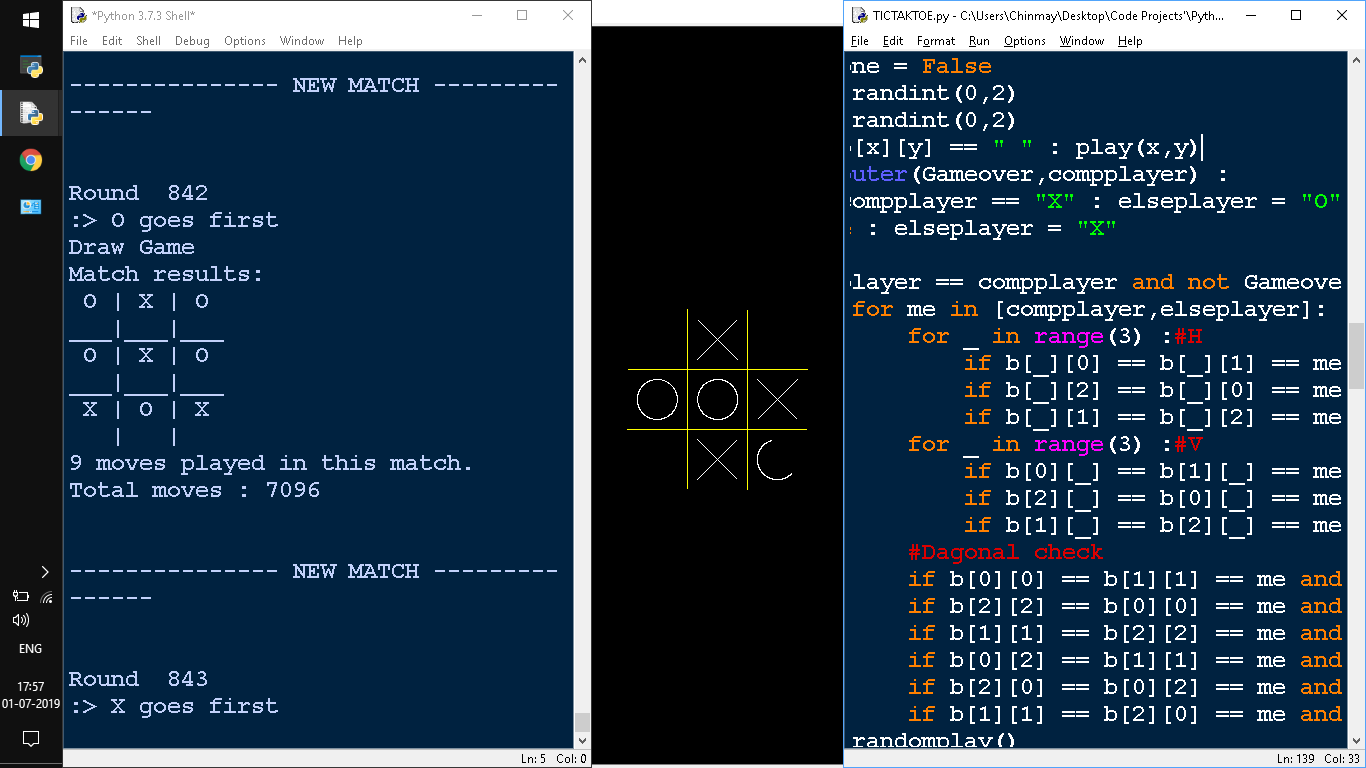 *Python 3.7.3 Shell*
File Edit Shell Debug Options Window Help
--------------- NEW MATCH ---------
------
Round  842
:> O goes first
Draw Game
Match results:
 O | X | O
___|___|___
 O | X | O
___|___|___
 X | O | X
   |   |
9 moves played in this match.
Total moves : 7096
--------------- NEW MATCH ---------
------
Round  843
:> X goes first
Ln: 5 Col: 0
X
O O X
X
TICTAKTOE.py - C:\Users\Chinmay\Desktop\Code Projects'\Pyth...
File Edit Format Run Options Window Help
ne = False
randint(0,2)
randint(0,2)
[x][y] == " " : play(x,y)
uter(Gameover,compplayer) :
compplayer == "X" : elseplayer = "O"
: elseplayer = "X"
layer == compplayer and not Gameove
for me in [compplayer,elseplayer]:
for _ in range(3) :#H
if b[_][0] == b[_][1] == me
if b[_][2] == b[_][0] == me
if b[_][1] == b[_][2] == me
for _ in range(3) :#V
if b[0][_] == b[1][_] == me
if b[2][_] == b[0][_] == me
if b[1][_] == b[2][_] == me
#Dagonal check
if b[0][0] == b[1][1] == me and
if b[2][2] == b[0][0] == me and
if b[1][1] == b[2][2] == me and
if b[0][2] == b[1][1] == me and
if b[2][0] == b[0][2] == me and
if b[1][1] == b[2][0] == me and
randomplay()
Ln: 139 Col: 33
ENG
17:57
01-07-2019